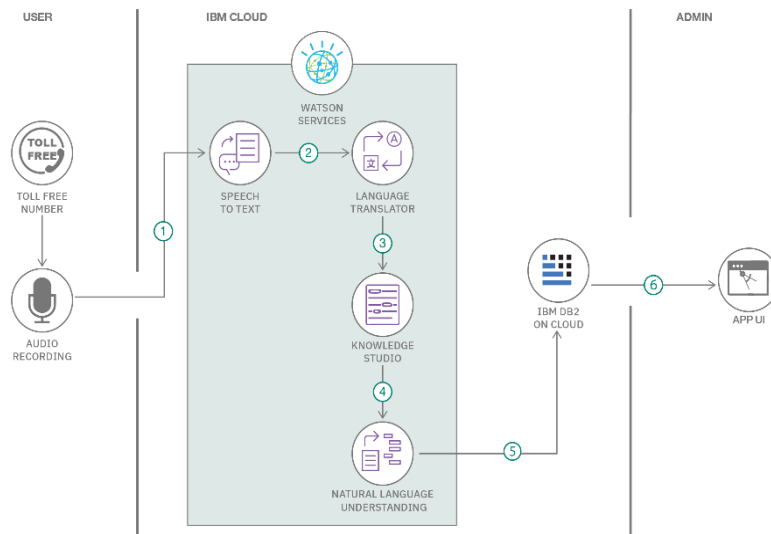 USER
IBM CLOUD
ADMIN
WATSON
SERVICES
TOLL
FREE
TOLL FREE
NUMBER
1
SPEECH
TO TEXT
2
A
文
LANGUAGE
TRANSLATOR
3
AUDIO
RECORDING
KNOWLEDGE
STUDIO
4
NATURAL LANGUAGE
UNDERSTANDING
5
IBM DB2
ON CLOUD
6
APP UI